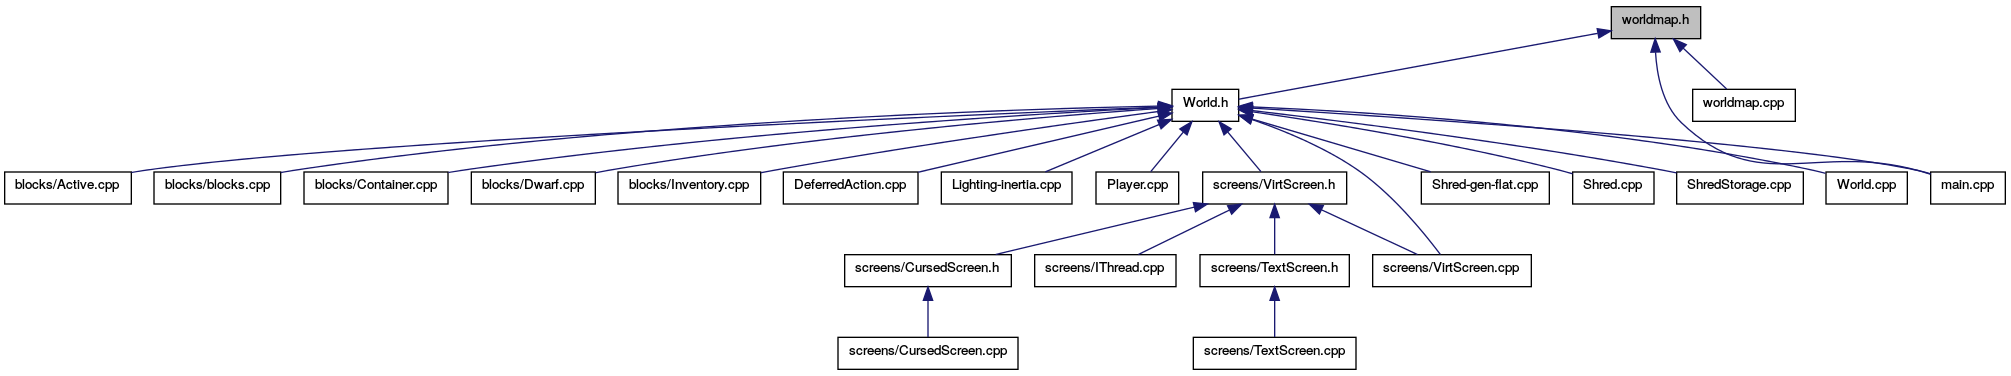 worldmap.h
World.h
worldmap.cpp
blocks/Active.cpp
blocks/blocks.cpp
blocks/Container.cpp
blocks/Dwarf.cpp
blocks/Inventory.cpp
DeferredAction.cpp
Lighting-inertia.cpp
Player.cpp
screens/VirtScreen.h
Shred-gen-flat.cpp
Shred.cpp
ShredStorage.cpp
World.cpp
main.cpp
screens/CursedScreen.h
screens/IThread.cpp
screens/TextScreen.h
screens/VirtScreen.cpp
screens/CursedScreen.cpp
screens/TextScreen.cpp